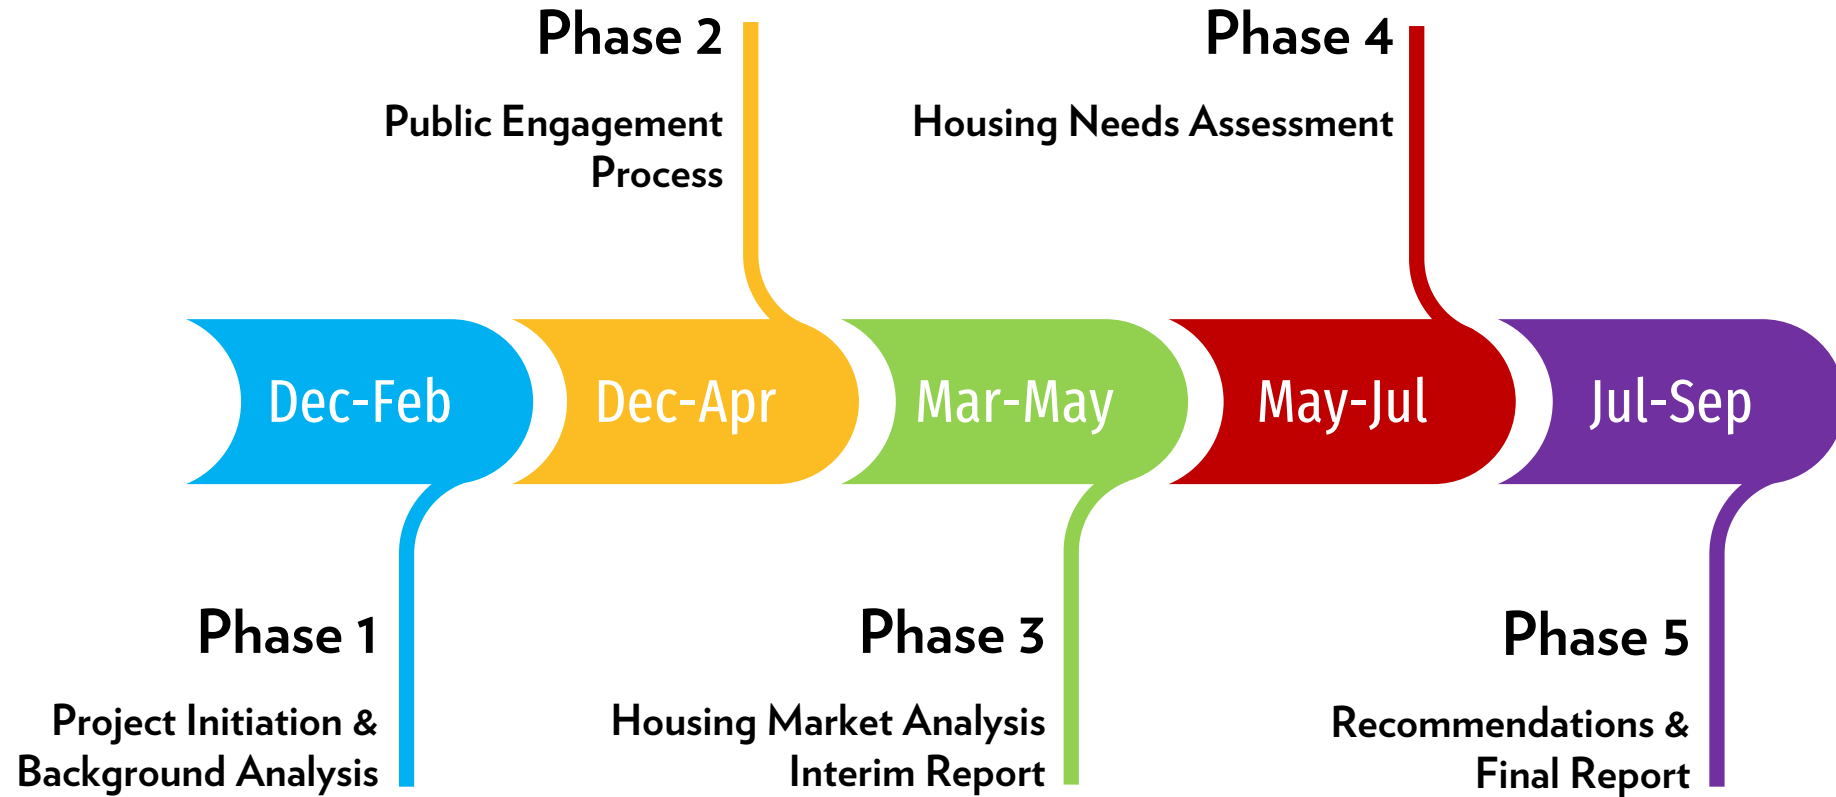 Phase 2
Public Engagement
Process
Phase 4
Housing Needs Assessment
Dec-Feb
Dec-Apr
Mar-May
May-Jul
Jul-Sep
Phase 1
Project Initiation &
Background Analysis
Phase 3
Housing Market Analysis
Interim Report
Phase 5
Recommendations &
Final Report